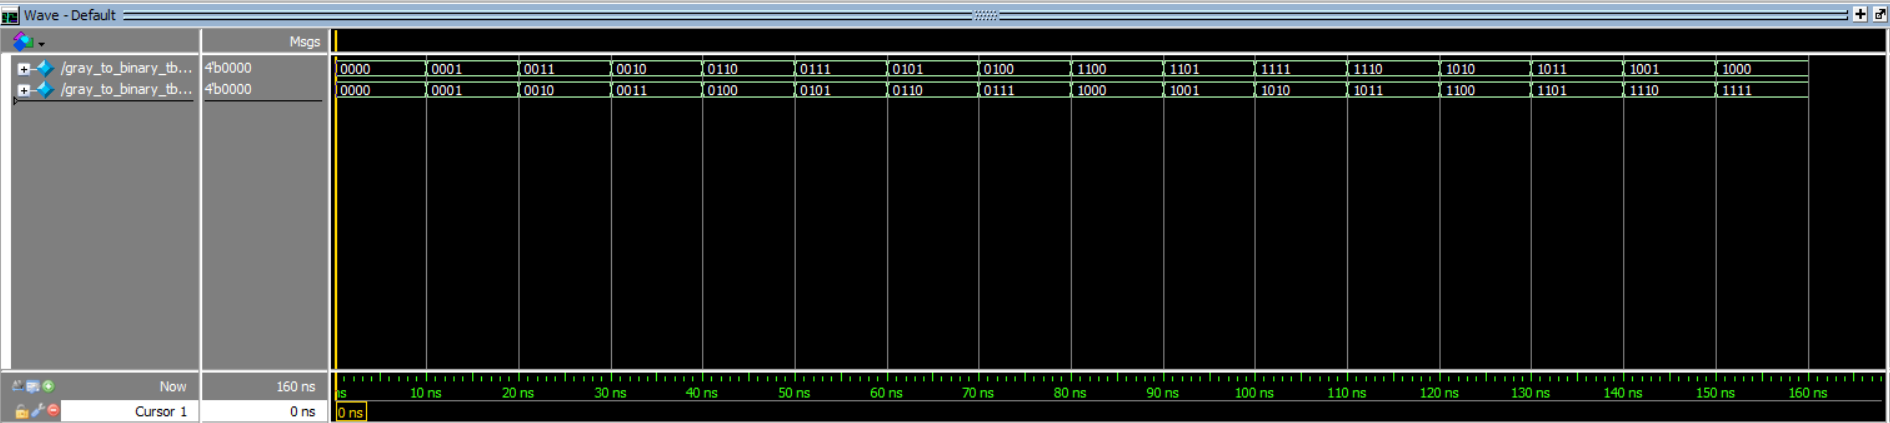 Wave - Default
Msgs
/gray_to_binary_tb... 4'b0000 0000 0001 0011 0010 0110 0111 0101 0100 1100 1101 1111 1110 1010 1011 1001 1000
/gray_to_binary_tb... 4'b0000 0000 0001 0010 0011 0100 0101 0110 0111 1000 1001 1010 1011 1100 1101 1110 1111
Now 160 ns ns 10 ns 20 ns 30 ns 40 ns 50 ns 60 ns 70 ns 80 ns 90 ns 100 ns 110 ns 120 ns 130 ns 140 ns 150 ns 160 ns
Cursor 1 0 ns 0 ns